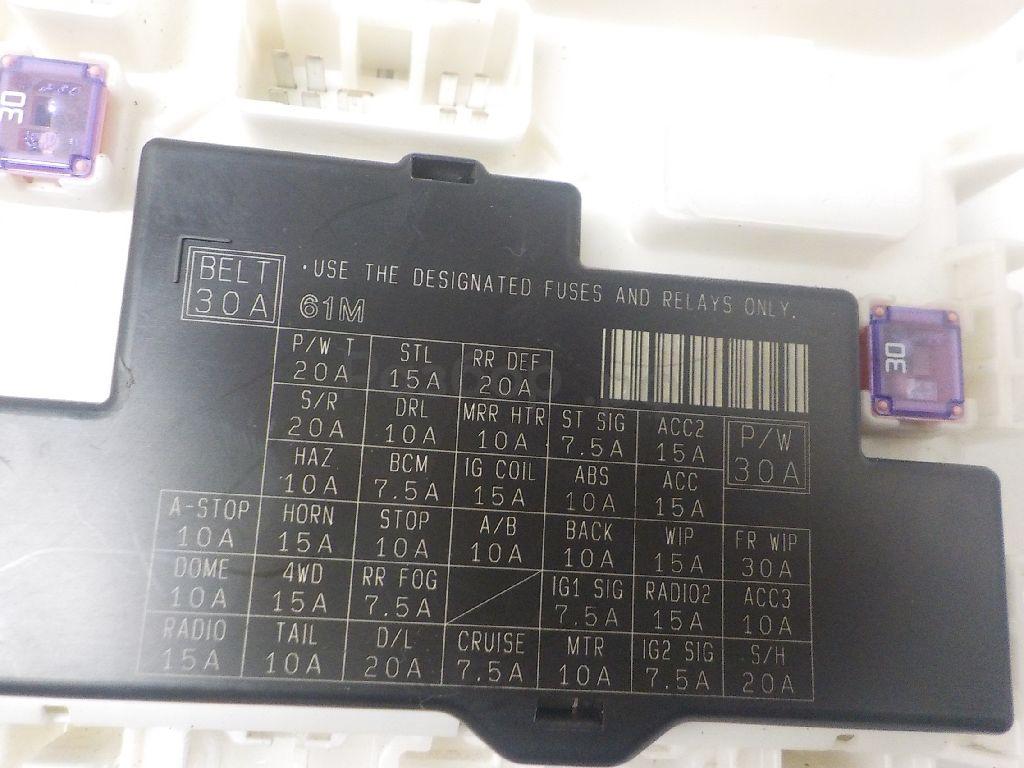 30
BELT
30A
·USE THE DESIGNATED FUSES AND RELAYS ONLY.
61M
30
P/W T STL RR DEF
20A 15A 20A
S/R DRL MRR HTR ST SIG ACC2 P/W
20A 10A 10A 7.5A 15A 30A
HAZ BCM IG COIL ABS ACC
10A 7.5A 15A 10A 15A
A-STOP HORN STOP A/B BACK WIP FR WIP
10A 15A 10A 10A 10A 15A 30A
DOME 4WD RR FOG IG1 SIG RADIO2 ACC3
10A 15A 7.5A 7.5A 15A 10A
RADIO TAIL D/L CRUISE MTR IG2 SIG S/H
15A 10A 20A 7.5A 10A 7.5A 20A